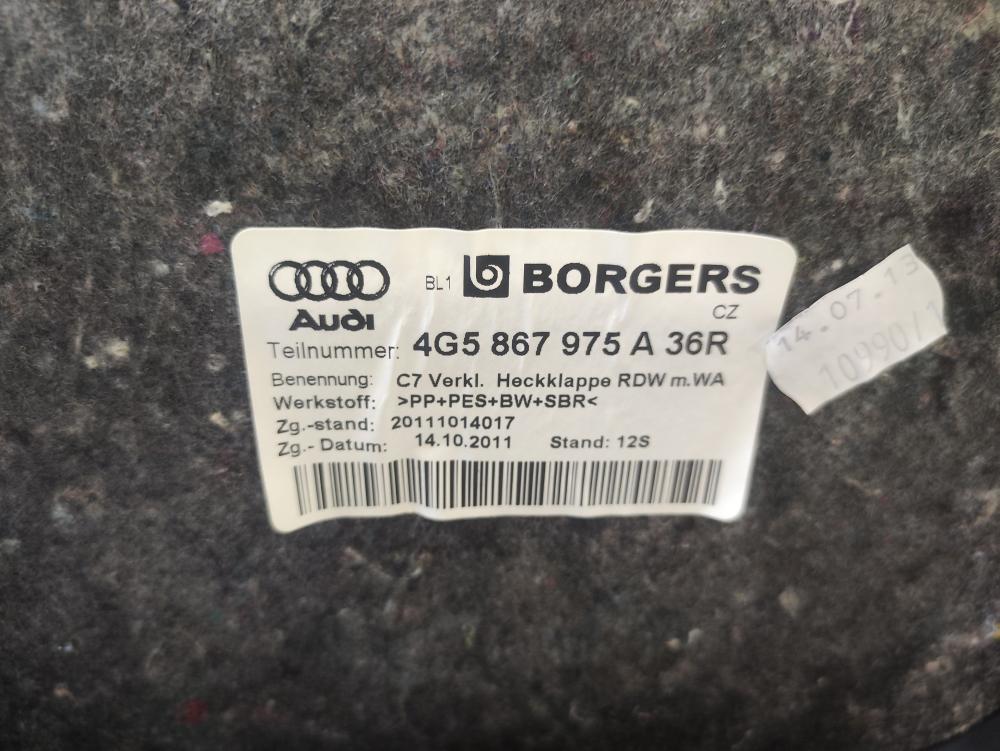 Audi
BL1 BORGERS
CZ
Teilnummer: 4G5 867 975 A 36R
Benennung: C7 Verkl. Heckklappe RDW m.WA
Werkstoff: >PP+PES+BW+SBR<
Zg.-stand: 20111014017
Zg.- Datum: 14.10.2011 Stand: 12S
14.07.13
10990/1